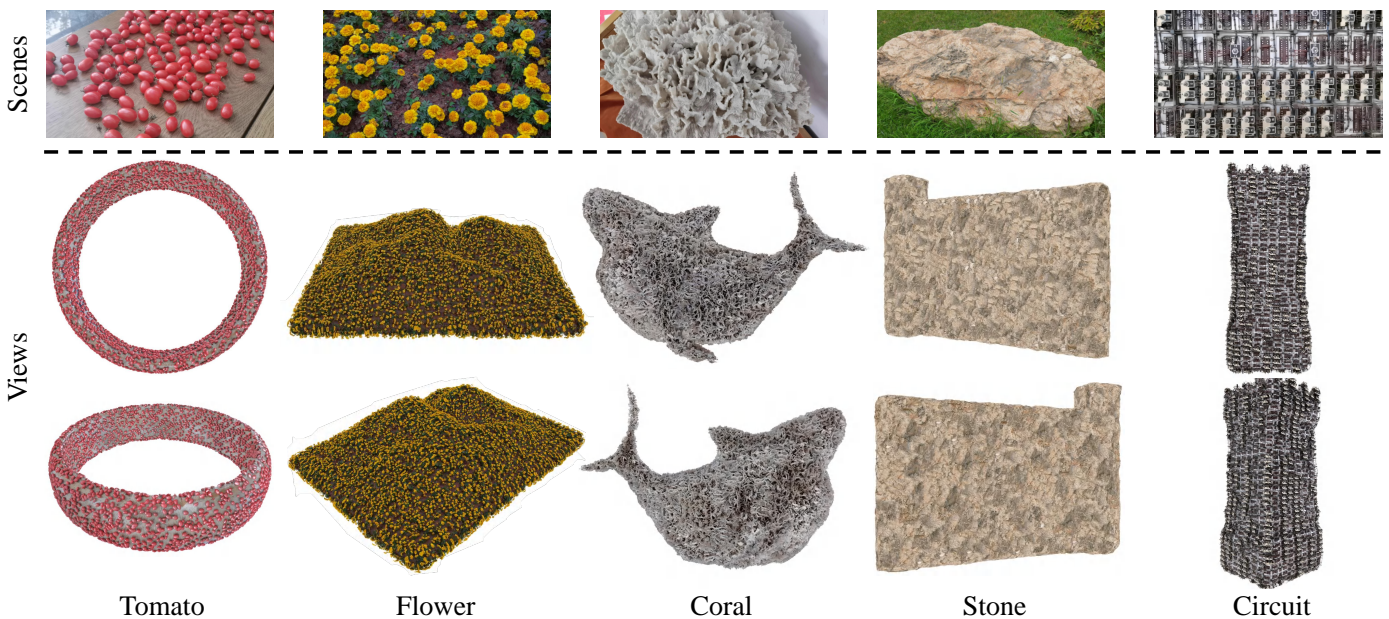 Scenes
Views
Tomato
Flower
Coral
Stone
Circuit